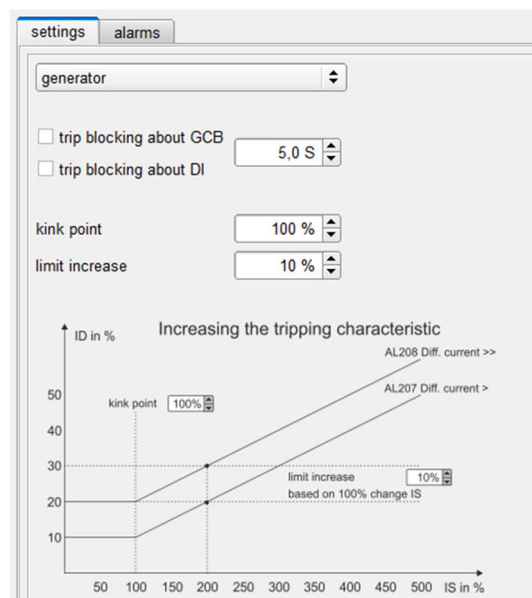 settings alarms
generator
trip blocking about GCB
5,0 S
trip blocking about DI
kink point 100 %
limit increase 10 %
ID in % Increasing the tripping characteristic
AL208 Diff. current >>
AL207 Diff. current >
50
kink point 100%
40
30
limit increase 10%
based on 100% change IS
20
10
50 100 150 200 250 300 350 400 450 500 IS in %